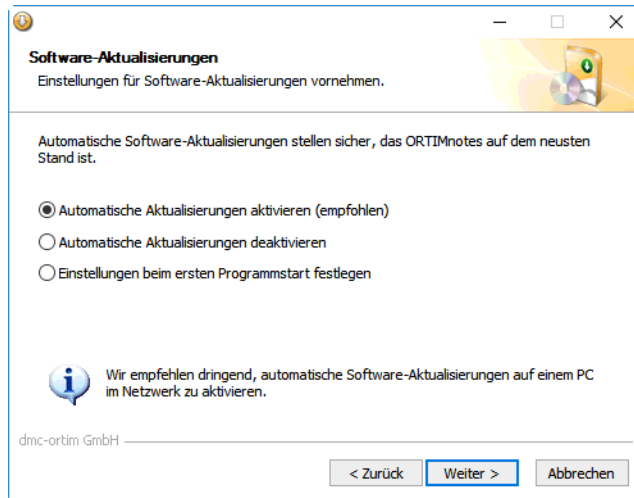 Software-Aktualisierungen
Einstellungen für Software-Aktualisierungen vornehmen.
Automatische Software-Aktualisierungen stellen sicher, das ORTIMnotes auf dem neusten
Stand ist.
Automatische Aktualisierungen aktivieren (empfohlen)
Automatische Aktualisierungen deaktivieren
Einstellungen beim ersten Programmstart festlegen
Wir empfehlen dringend, automatische Software-Aktualisierungen auf einem PC
im Netzwerk zu aktivieren.
dmc-ortim GmbH
< Zurück Weiter > Abbrechen